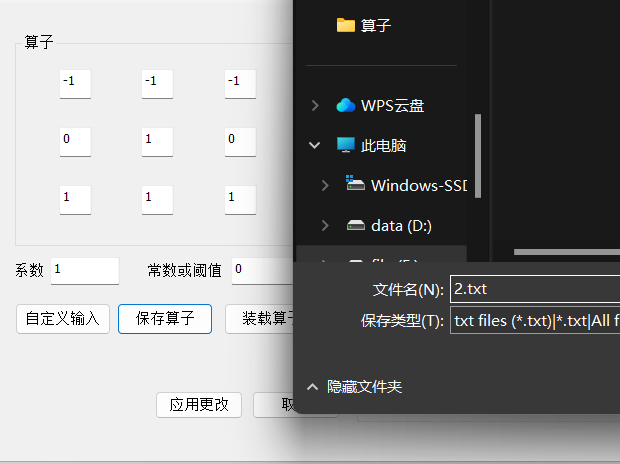 算子
-1 -1 -1
0 1 0
1 1 1
系数 1 常数或阈值 0
自定义输入 保存算子 装载算子
应用更改
算子
WPS云盘
此电脑
Windows-SSD
data (D:)
文件名(N): 2.txt
保存类型(T): txt files (*.txt)|*.txt|All f
隐藏文件夹